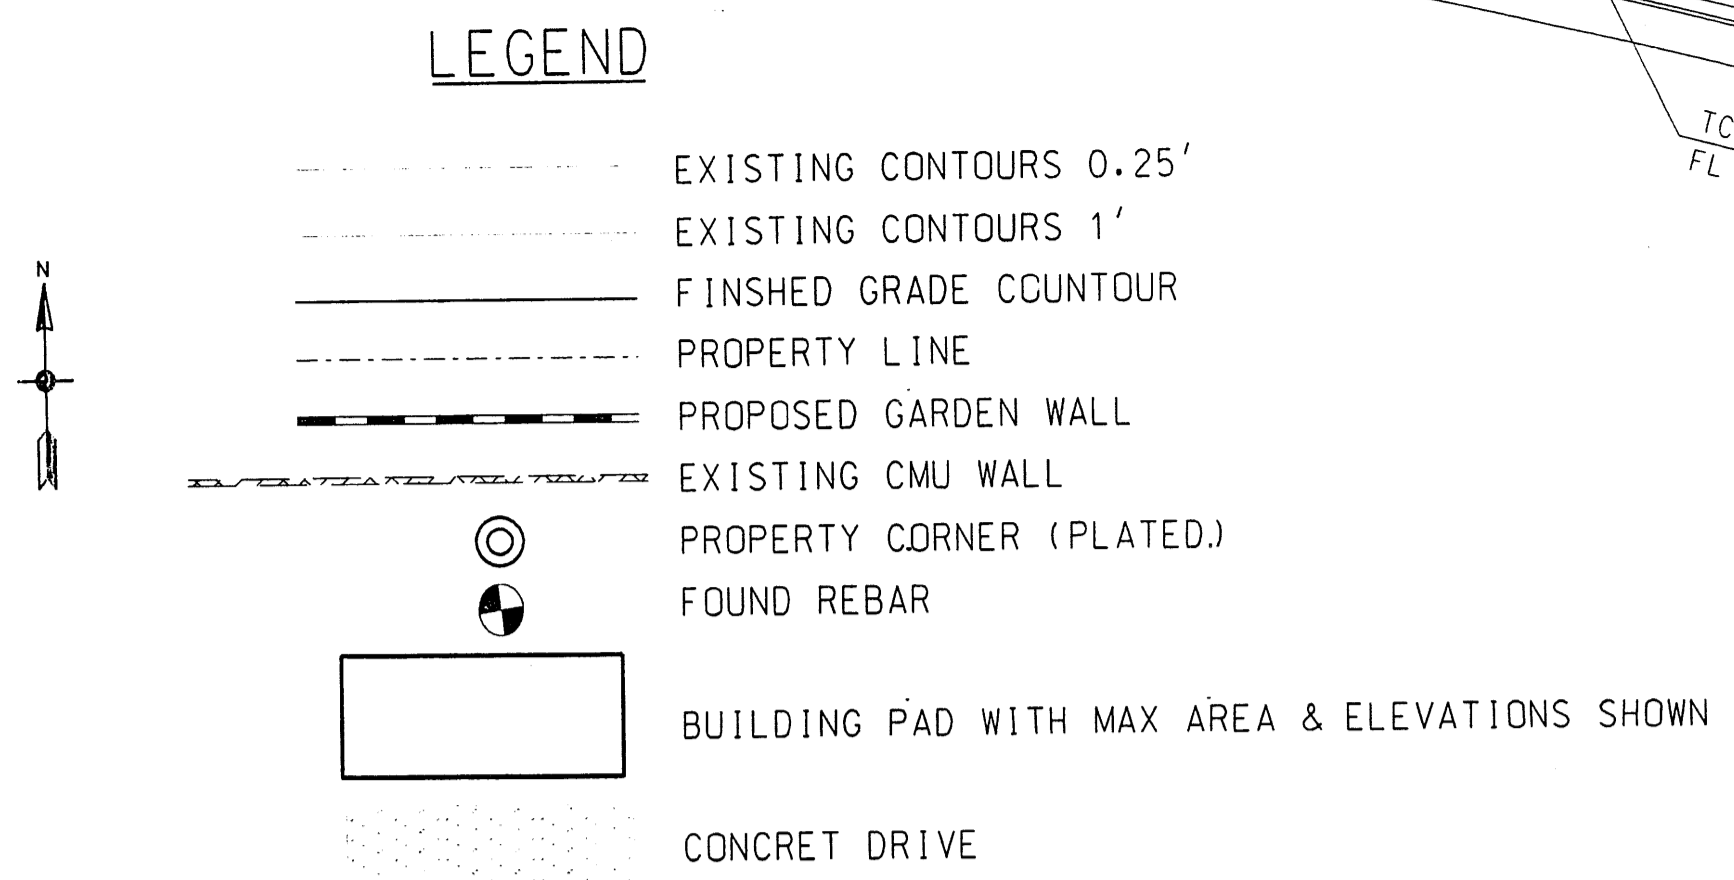 LEGEND
EXISTING CONTOURS 0.25'
EXISTING CONTOURS 1'
FINSHED GRADE COUNTOUR
PROPERTY LINE
PROPOSED GARDEN WALL
EXISTING CMU WALL
PROPERTY CORNER (PLATED.)
FOUND REBAR
BUILDING PAD WITH MAX AREA & ELEVATIONS SHOWN
CONCRET DRIVE
N
TC
FL